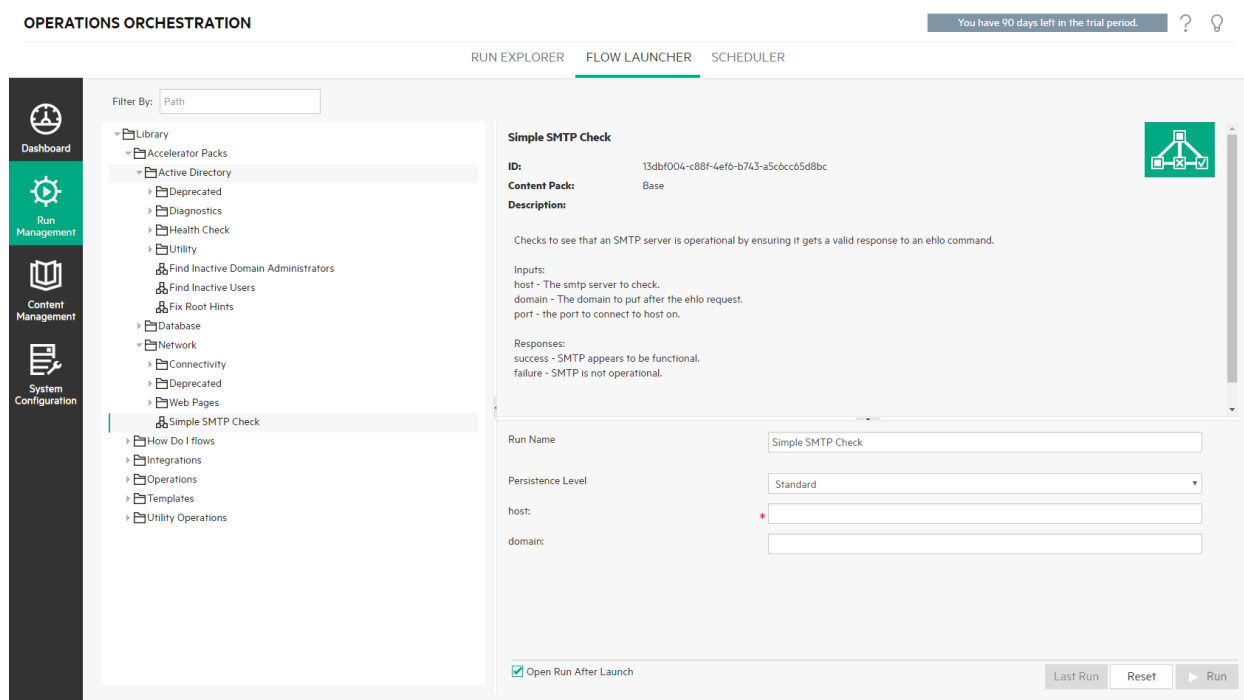 OPERATIONS ORCHESTRATION
You have 90 days left in the trial period.
RUN EXPLORER FLOW LAUNCHER SCHEDULER
Dashboard
Run
Management
Content
Management
System
Configuration
Filter By: Path
Library
Accelerator Packs
Active Directory
Deprecated
Diagnostics
Health Check
Utility
Find Inactive Domain Administrators
Find Inactive Users
Fix Root Hints
Database
Network
Connectivity
Deprecated
Web Pages
Simple SMTP Check
How Do I flows
Integrations
Operations
Templates
Utility Operations
Simple SMTP Check
ID: 13dbf004-c88f-4ef6-b743-a5c6cc65d8bc
Content Pack: Base
Description:
Checks to see that an SMTP server is operational by ensuring it gets a valid response to an ehlo command.
Inputs:
host - The smtp server to check.
domain - The domain to put after the ehlo request.
port - the port to connect to host on.
Responses:
success - SMTP appears to be functional.
failure - SMTP is not operational.
Run Name Simple SMTP Check
Persistence Level Standard
host: *
domain:
Open Run After Launch
Last Run Reset Run